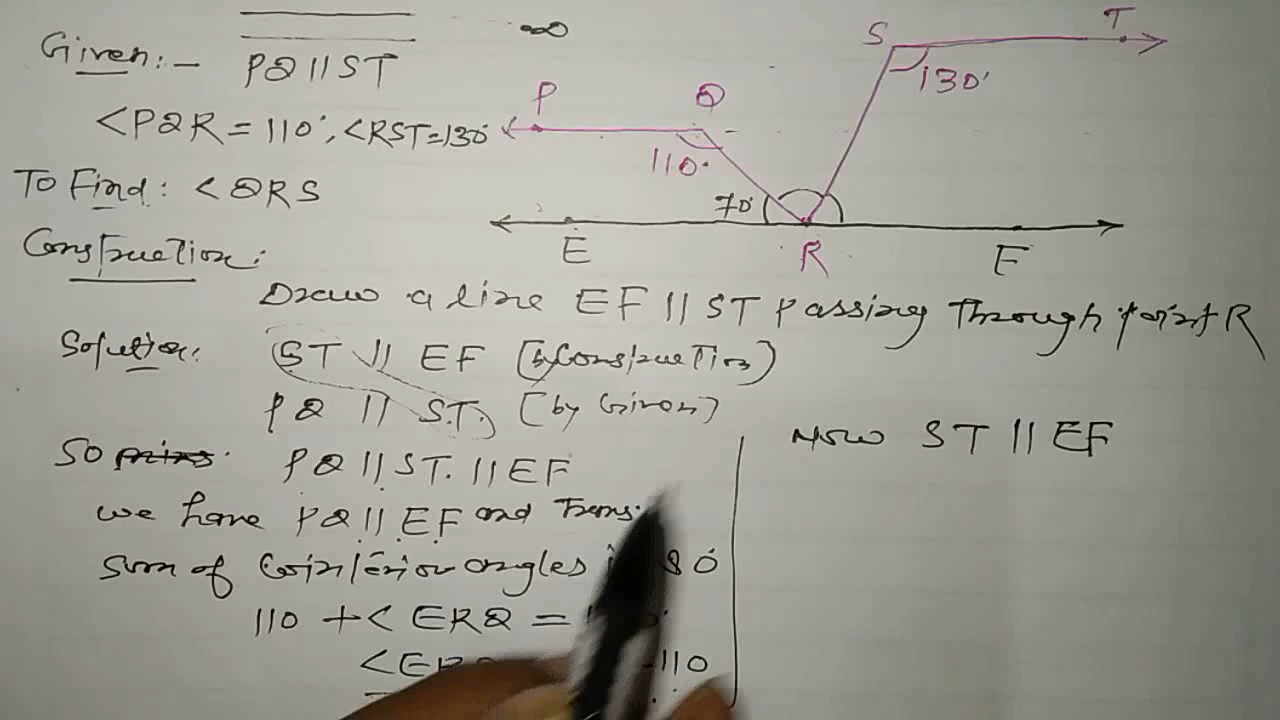 Given:-
PQ || ST
<PQR = 110°, <RST=130°
To Find: <QRS
Construction:
Draw a line EF || ST passing Through point R
Solution: ST || EF [by Construction]
PQ || S.T. [by Given]
So PQ || ST. || EF
we have PQ || EF and Trans
Sum of Cointerior angles 80
110 + < ERQ =
<ER 110
Now ST || EF
P
Q
110°
S
T
130°
70°
E
R
F